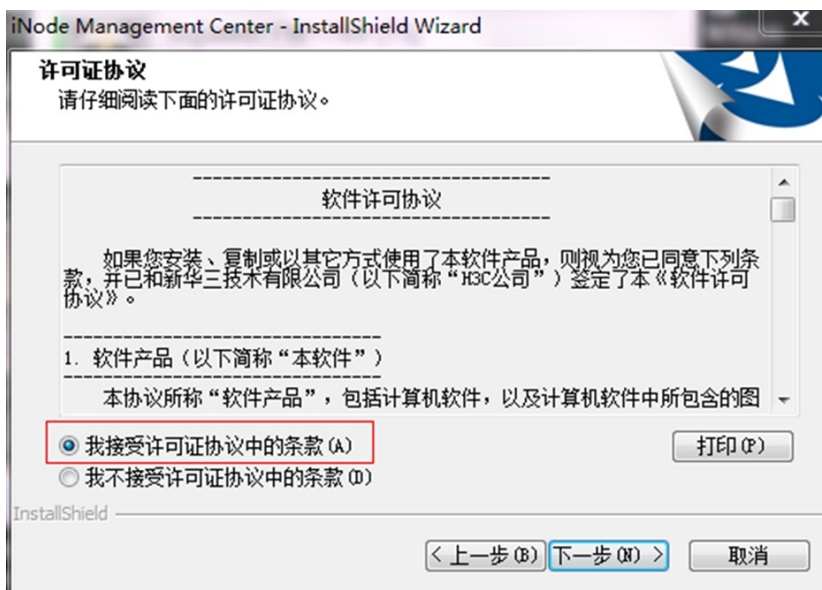 iNode Management Center - InstallShield Wizard
许可证协议
请仔细阅读下面的许可证协议。
软件许可协议
如果您安装、复制或以其它方式使用了本软件产品,则视为您已同意下列条
款,并已和新华三技术有限公司(以下简称“H3C公司”)签定了本《软件许可
协议》。
1. 软件产品(以下简称“本软件”)
本协议所称“软件产品”,包括计算机软件,以及计算机软件中所包含的图
我接受许可证协议中的条款(A)
打印(P)
我不接受许可证协议中的条款(D)
InstallShield
< 上一步(B) 下一步(N) > 取消